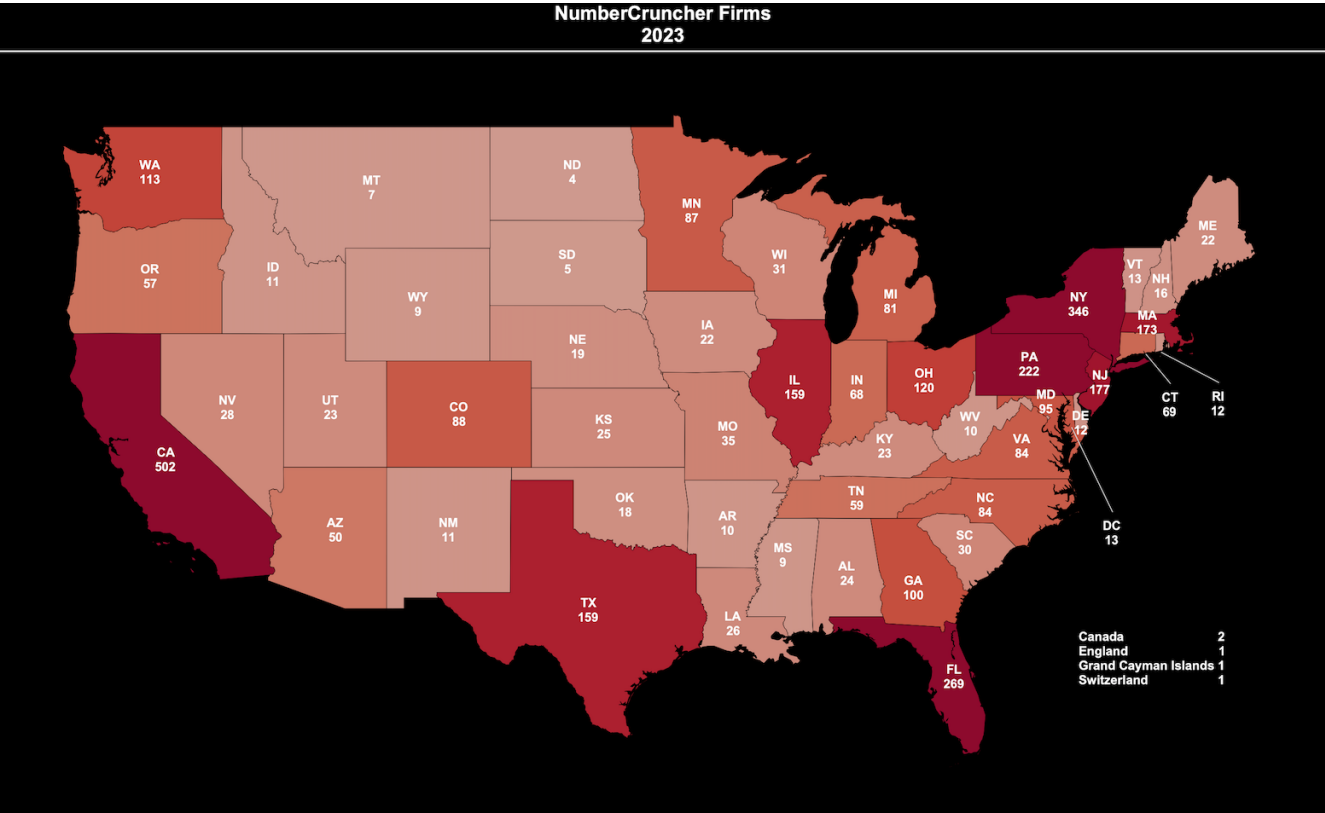 NumberCruncher Firms
2023
WA
113
MT
7
ND
4
MN
87
ME
22
OR
57
ID
11
SD
5
WI
31
VT
13
NH
16
WY
9
MI
81
NY
346
MA
173
IA
22
NE
19
PA
222
NV
28
UT
23
CO
88
IL
159
IN
68
OH
120
NJ
177
CT
69
RI
12
MD
95
DE
12
WV
10
KS
25
MO
35
KY
23
VA
84
CA
502
AZ
50
NM
11
OK
18
AR
10
TN
59
NC
84
DC
13
SC
30
MS
9
AL
24
GA
100
TX
159
LA
26
FL
269
Canada 2
England 1
Grand Cayman Islands 1
Switzerland 1